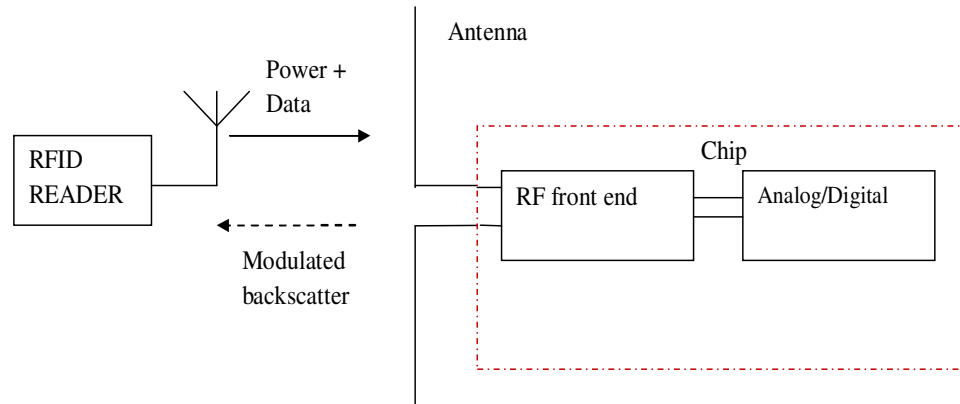 Antenna
Power +
Data
RFID
READER
Chip
RF front end
Analog/Digital
Modulated
backscatter